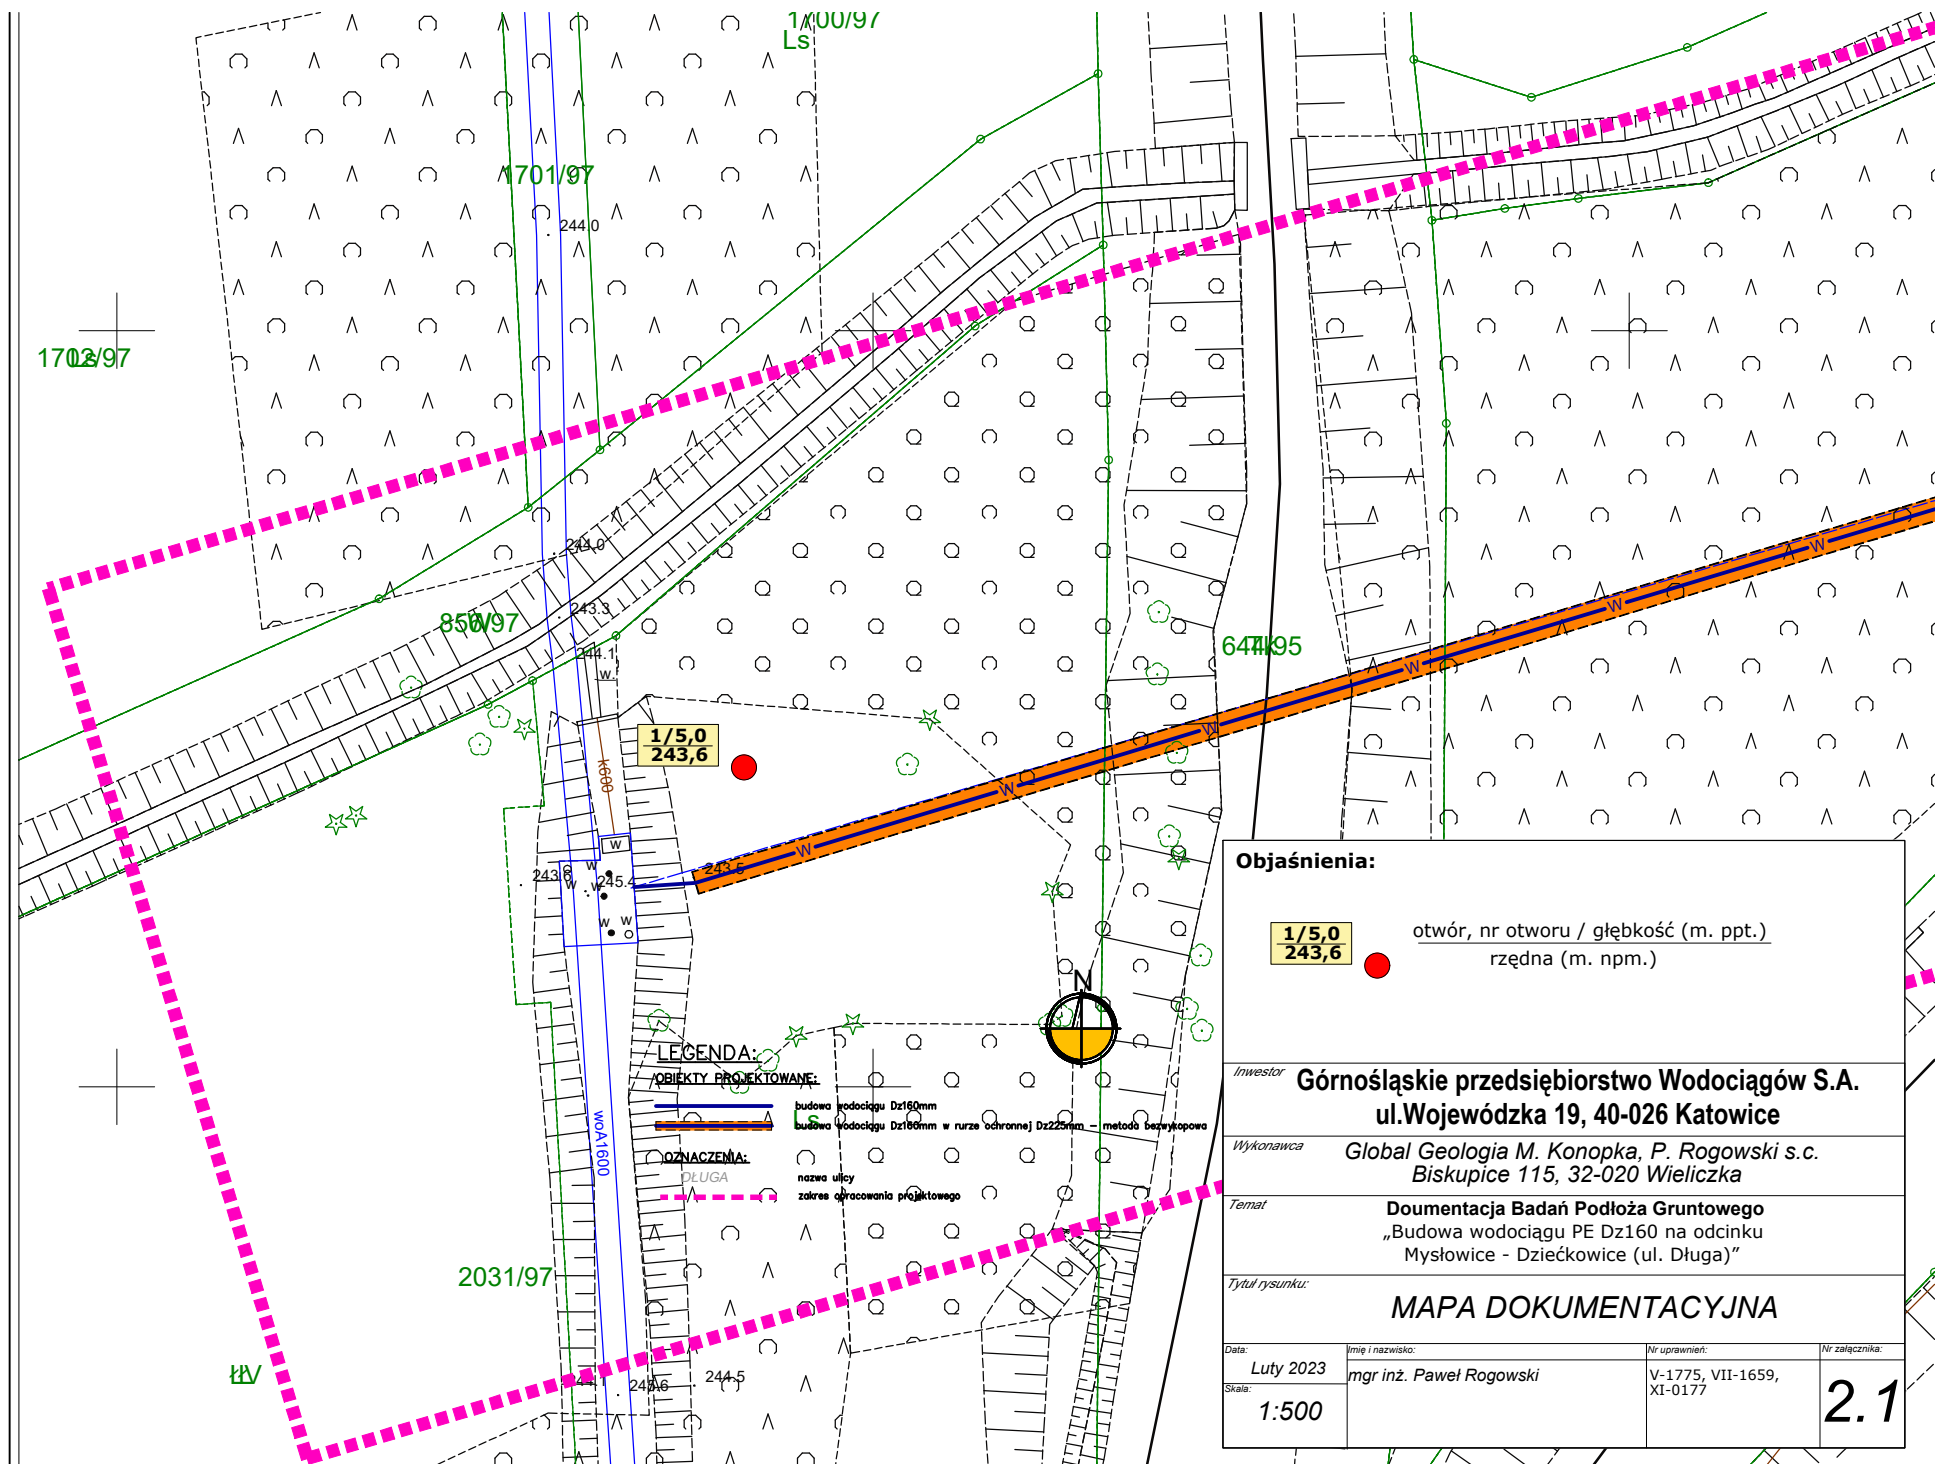 1700/97
Ls
1701/97
244.0
1702/97
244.0
243.3
244.1
w.
644/95
1/5,0
243,6
k600
W
W
W
W
W
W
w
w
w
w
w
w
243.6
245.4
243.5
N
woA1600
LEGENDA:
OBIEKTY PROJEKTOWANE:
budowa wodociągu Dz160mm
Ls
budowa wodociągu Dz160mm w rurze ochronnej Dz225mm – metoda bezwykopowa
OZNACZENIA:
DŁUGA
nazwa ulicy
zakres opracowania projektowego
2031/97
244.5
Objaśnienia:
1/5,0
243,6
otwór, nr otworu / głębkość (m. ppt.)
rzędna (m. npm.)
Inwestor
Górnośląskie przedsiębiorstwo Wodociągów S.A.
ul.Wojewódzka 19, 40-026 Katowice
Wykonawca
Global Geologia M. Konopka, P. Rogowski s.c.
Biskupice 115, 32-020 Wieliczka
Temat
Doumentacja Badań Podłoża Gruntowego
„Budowa wodociągu PE Dz160 na odcinku
Mysłowice - Dziećkowice (ul. Długa)”
Tytuł rysunku:
MAPA DOKUMENTACYJNA
Data:
Luty 2023
Imię i nazwisko:
mgr inż. Paweł Rogowski
Nr uprawnień:
V-1775, VII-1659,
XI-0177
Nr załącznika:
2.1
Skala:
1:500